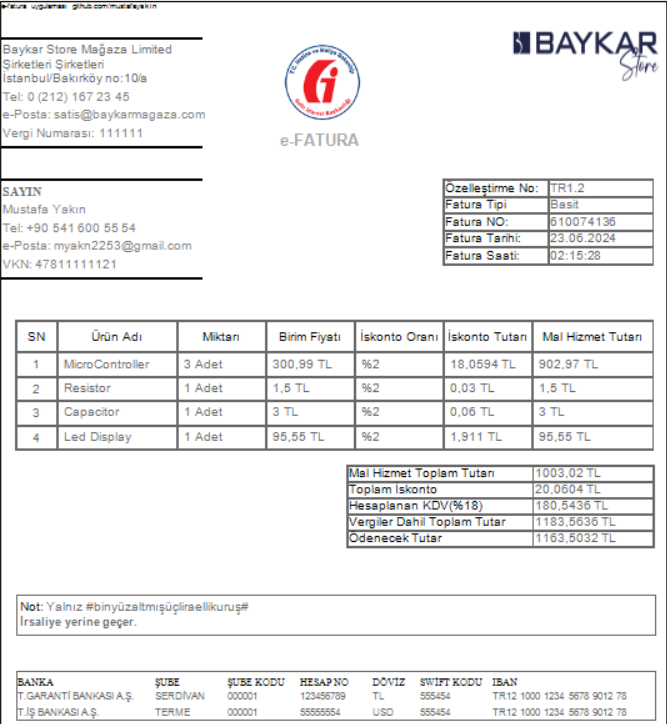 e-fatura uygulaması github.com/mustafayakin
Baykar Store Mağaza Limited
Şirketleri Şirketleri
İstanbul/Bakırköy no:10/a
Tel: 0 (212) 167 23 45
e-Posta: satis@baykarmagaza.com
Vergi Numarası: 111111
BAYKAR
Store
T.C. Hazine ve Maliye Bakanlığı
Gelir İdaresi Başkanlığı
e-FATURA
SAYIN
Mustafa Yakın
Tel: +90 541 600 55 54
e-Posta: myakn2253@gmail.com
VKN: 47811111121
Özelleştirme No: TR1.2
Fatura Tipi Basit
Fatura NO: 610074136
Fatura Tarihi: 23.06.2024
Fatura Saati: 02:15:28
SN Ürün Adı Miktarı Birim Fiyatı İskonto Oranı İskonto Tutarı Mal Hizmet Tutarı
1 MicroController 3 Adet 300,99 TL %2 18,0594 TL 902,97 TL
2 Resistor 1 Adet 1,5 TL %2 0,03 TL 1,5 TL
3 Capacitor 1 Adet 3 TL %2 0,06 TL 3 TL
4 Led Display 1 Adet 95,55 TL %2 1,911 TL 95,55 TL
Mal Hizmet Toplam Tutarı 1003,02 TL
Toplam İskonto 20,0604 TL
Hesaplanan KDV(%18) 180,5436 TL
Vergiler Dahil Toplam Tutar 1183,5636 TL
Ödenecek Tutar 1163,5032 TL
Not: Yalnız #binyüzaltmışüçliraellikuruş#
İrsaliye yerine geçer.
BANKA ŞUBE ŞUBE KODU HESAP NO DÖVİZ SWIFT KODU IBAN
T.GARANTİ BANKASI A.Ş. SERDİVAN 000001 123456789 TL 555454 TR12 1000 1234 5678 9012 78
T.İŞ BANKASI A.Ş. TERME 000001 55555554 USD 555454 TR12 1000 1234 5678 9012 78